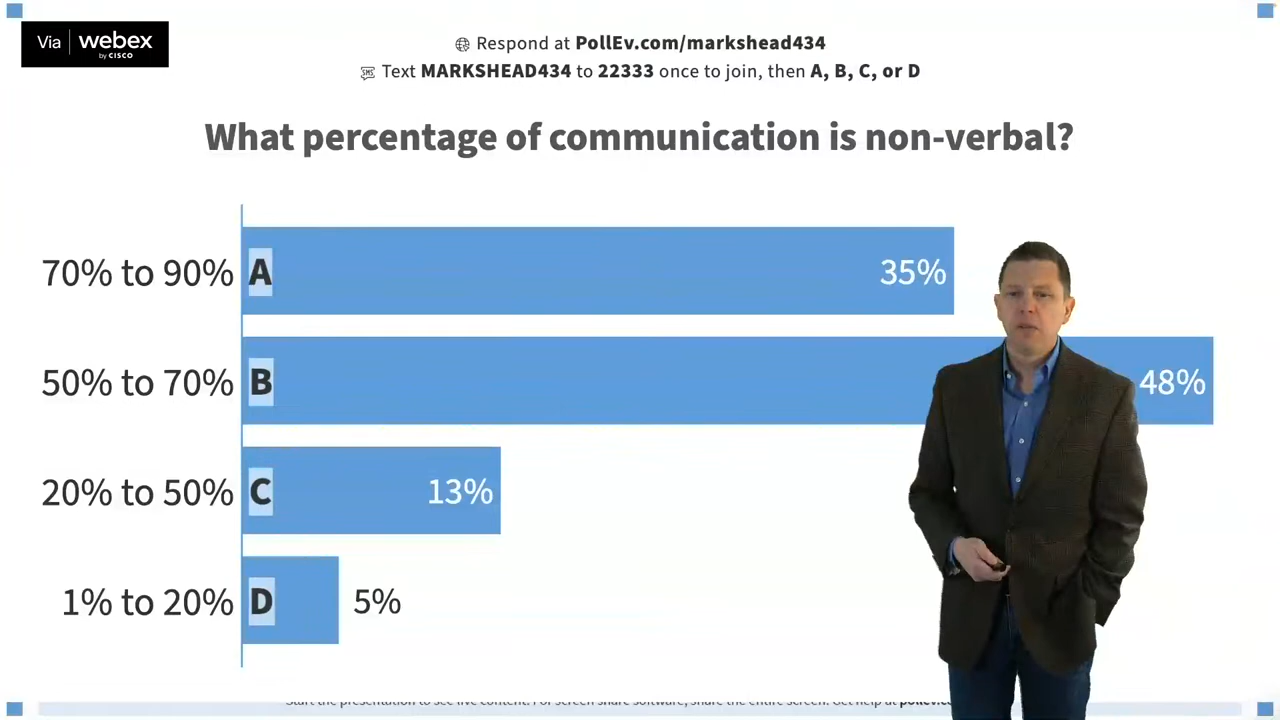 Via | webex
by CISCO
Respond at PollEv.com/markshead434
Text MARKSHEAD434 to 22333 once to join, then A, B, C, or D
What percentage of communication is non-verbal?
70% to 90% A 35%
50% to 70% B 48%
20% to 50% C 13%
1% to 20% D 5%
Start the presentation to see live content. For screen share software, share the entire screen. Get help at